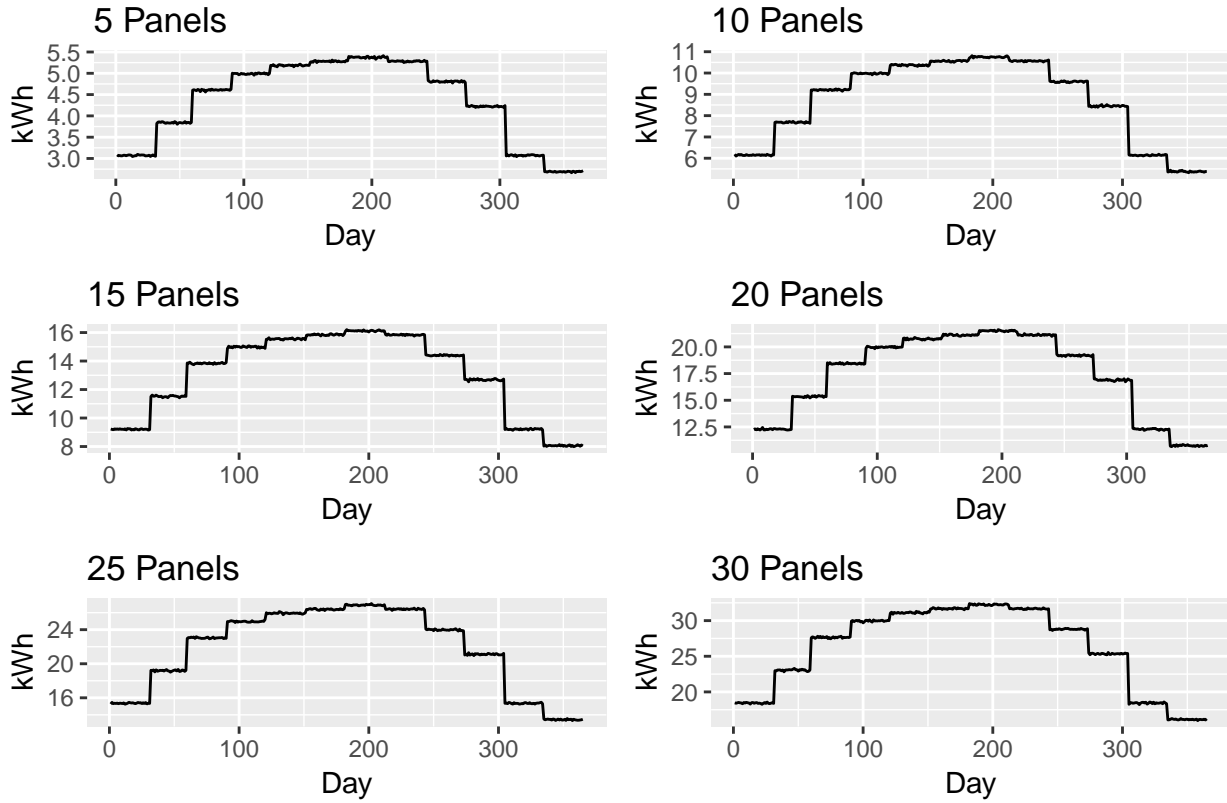 5 Panels
kWh
5.5
5.0
4.5
4.0
3.5
3.0
0 100 200 300
Day
10 Panels
kWh
11
10
9
8
7
6
0 100 200 300
Day
15 Panels
kWh
16
14
12
10
8
0 100 200 300
Day
20 Panels
kWh
20.0
17.5
15.0
12.5
0 100 200 300
Day
25 Panels
kWh
24
20
16
0 100 200 300
Day
30 Panels
kWh
30
25
20
0 100 200 300
Day